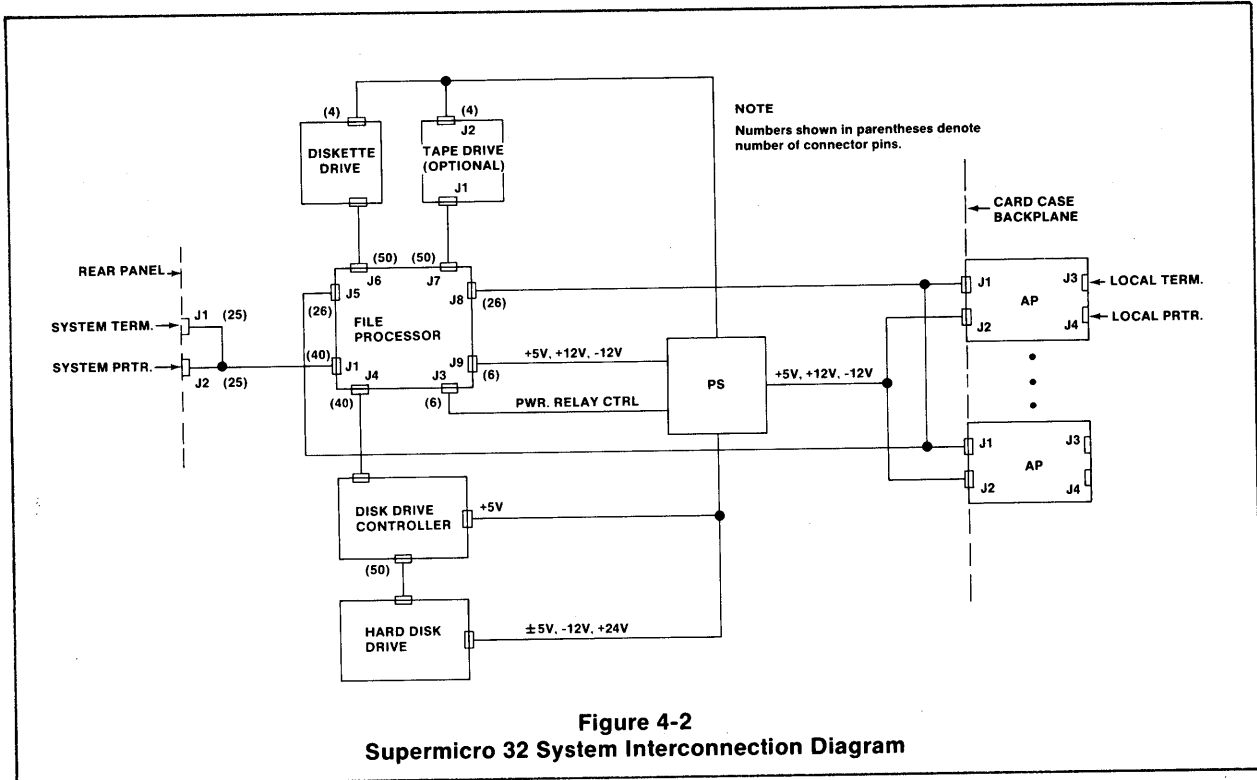 (4)
(4)
J2
DISKETTE
DRIVE
TAPE DRIVE
(OPTIONAL)
J1
NOTE
Numbers shown in parentheses denote
number of connector pins.
CARD CASE
BACKPLANE
REAR PANEL
J1 (25)
SYSTEM TERM.
SYSTEM PRTR.
J2 (25)
(50) (50)
J6 J7
J5
(26)
J8
(26)
FILE
PROCESSOR
(40)
J1
J4
(40)
J9
(6)
J3
(6)
+5V, +12V, -12V
PWR. RELAY CTRL
PS
+5V, +12V, -12V
J1 J3
AP
J2 J4
LOCAL TERM.
LOCAL PRTR.
J1 J3
AP
J2 J4
DISK DRIVE
CONTROLLER
+5V
(50)
HARD DISK
DRIVE
±5V, -12V, +24V
Figure 4-2
Supermicro 32 System Interconnection Diagram